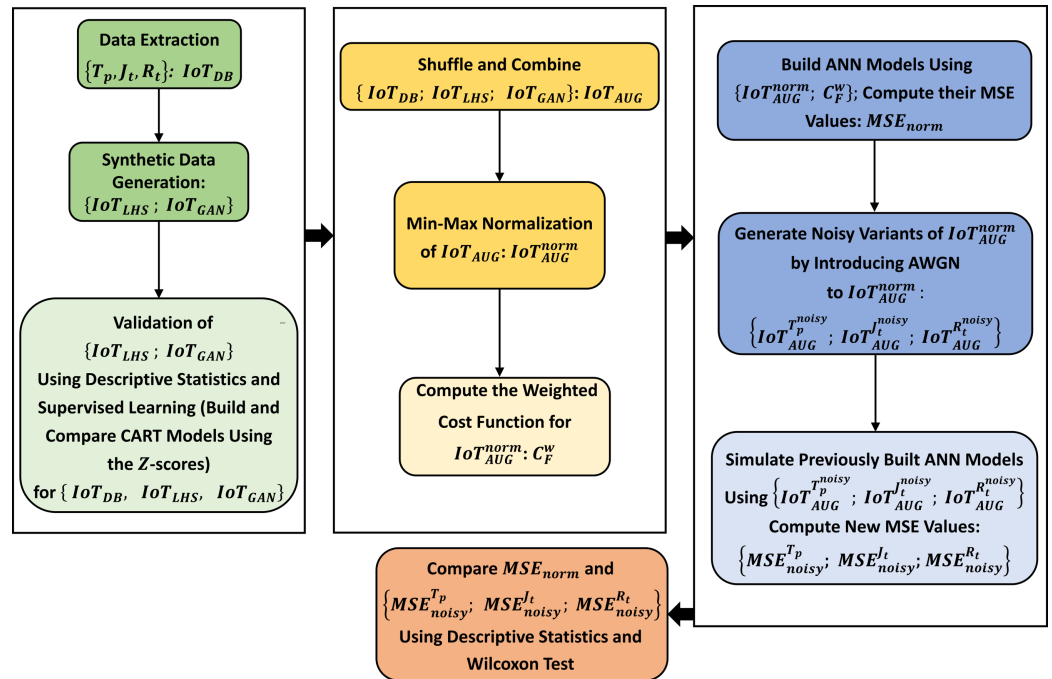 Data Extraction
{T_p, J_t, R_t}: IoT_DB
Synthetic Data
Generation:
{IoT_LHS ; IoT_GAN}
Validation of
{IoT_LHS ; IoT_GAN}
Using Descriptive Statistics and
Supervised Learning (Build and
Compare CART Models Using
the Z-scores)
for { IoT_DB, IoT_LHS, IoT_GAN}
Shuffle and Combine
{ IoT_DB; IoT_LHS; IoT_GAN}: IoT_AUG
Min-Max Normalization
of IoT_AUG: IoT_AUG^norm
Compute the Weighted
Cost Function for
IoT_AUG^norm: C_F^w
Build ANN Models Using
{IoT_AUG^norm; C_F^w}; Compute their MSE
Values: MSE_norm
Generate Noisy Variants of IoT_AUG^norm
by Introducing AWGN
to IoT_AUG^norm :
{IoT_AUG^{T_p^noisy} ; IoT_AUG^{J_t^noisy} ; IoT_AUG^{R_t^noisy}}
Simulate Previously Built ANN Models
Using {IoT_AUG^{T_p^noisy} ; IoT_AUG^{J_t^noisy} ; IoT_AUG^{R_t^noisy}}
Compute New MSE Values:
{MSE_noisy^{T_p}; MSE_noisy^{J_t}; MSE_noisy^{R_t}}
Compare MSE_norm and
{MSE_noisy^{T_p}; MSE_noisy^{J_t}; MSE_noisy^{R_t}}
Using Descriptive Statistics and
Wilcoxon Test